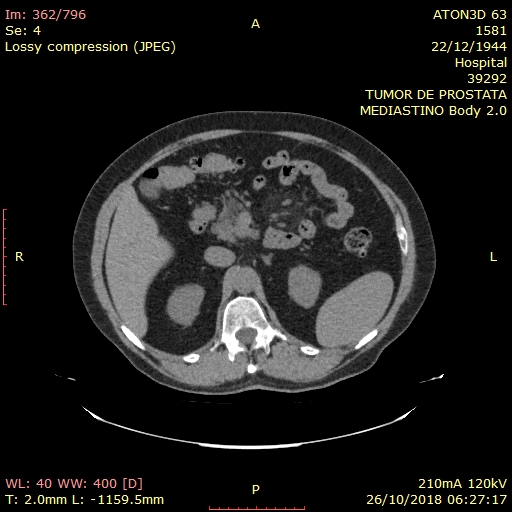 Im: 362/796
Se: 4
Lossy compression (JPEG)
A
ATON3D 63
1581
22/12/1944
Hospital
39292
TUMOR DE PROSTATA
MEDIASTINO Body 2.0
R
L
WL: 40 WW: 400 [D]
T: 2.0mm L: -1159.5mm
P
210mA 120kV
26/10/2018 06:27:17